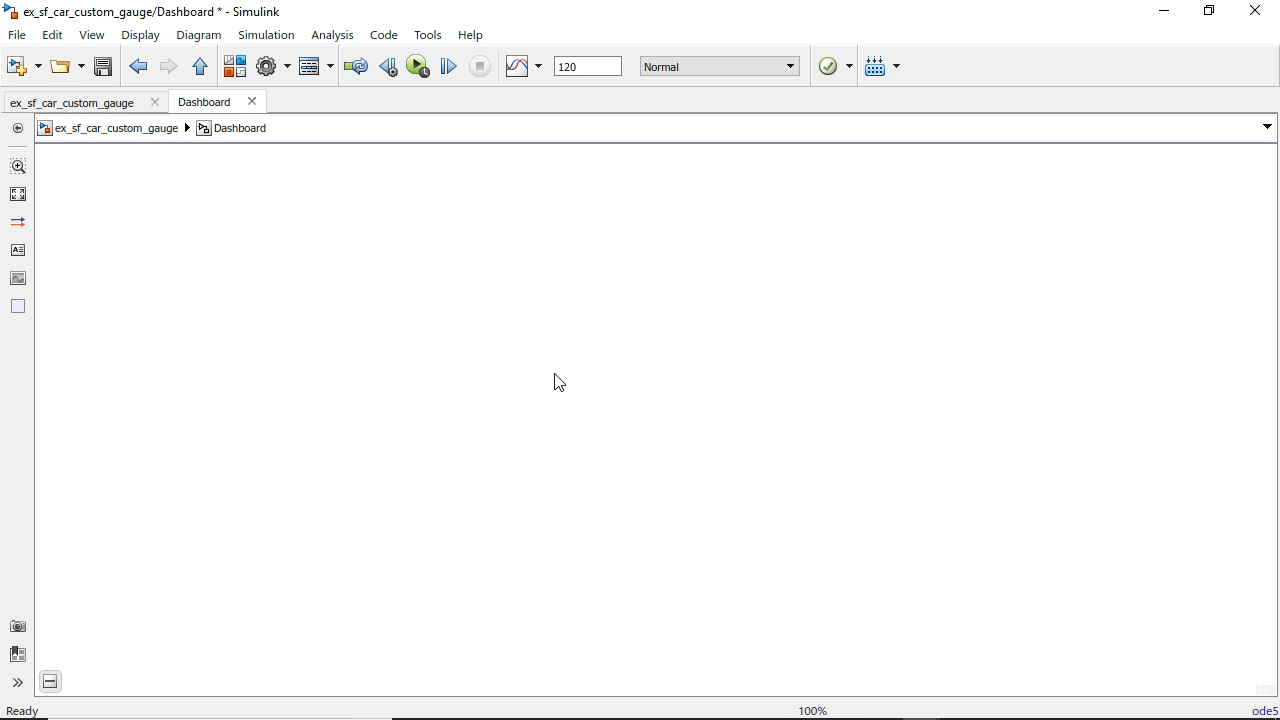 ex_sf_car_custom_gauge/Dashboard * - Simulink
File Edit View Display Diagram Simulation Analysis Code Tools Help
120 Normal
ex_sf_car_custom_gauge Dashboard
ex_sf_car_custom_gauge Dashboard
Ready 100% ode5